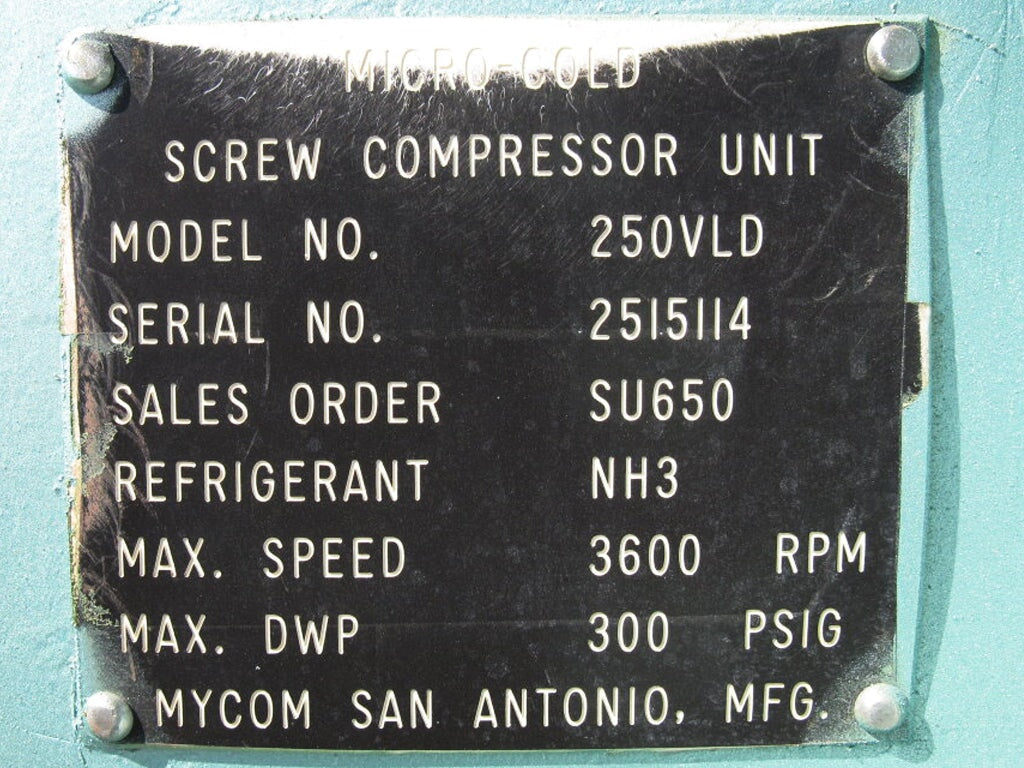 MICRO-COLD
SCREW COMPRESSOR UNIT
MODEL NO. 250VLD
SERIAL NO. 2515114
SALES ORDER SU650
REFRIGERANT NH3
MAX. SPEED 3600 RPM
MAX. DWP 300 PSIG
MYCOM SAN ANTONIO, MFG.